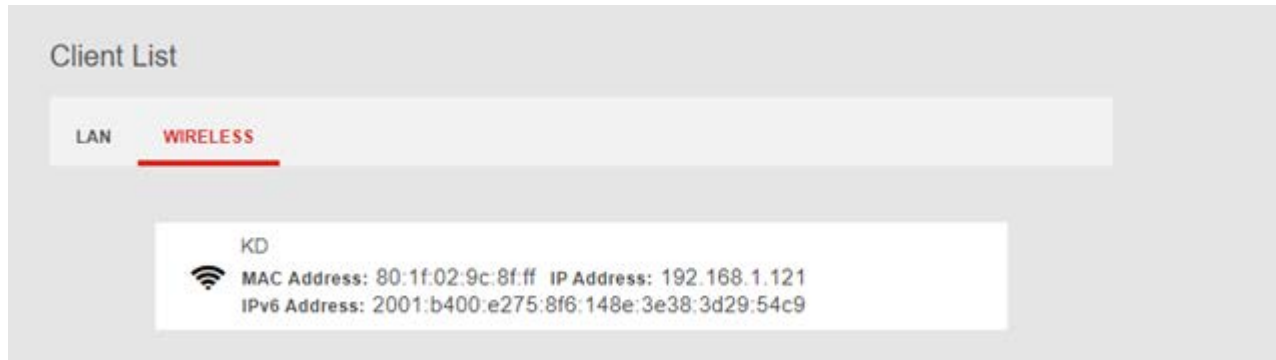 Client List
LAN WIRELESS
KD
MAC Address: 80:1f:02:9c:8f:ff IP Address: 192.168.1.121
IPv6 Address: 2001:b400:e275:8f6:148e:3e38:3d29:54c9